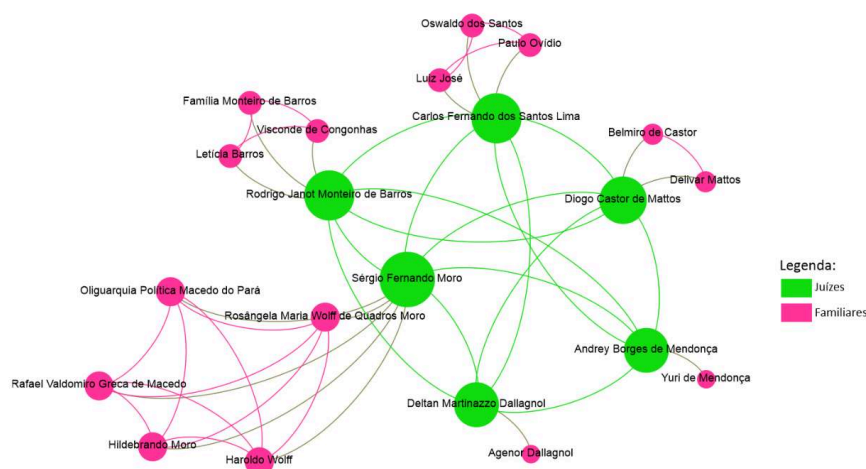 Oswaldo dos Santos
Paulo Ovídio
Luiz José
Família Monteiro de Barros
Carlos Fernando dos Santos Lima
Visconde de Congonhas
Belmiro de Castor
Letícia Barros
Delivar Mattos
Rodrigo Janot Monteiro de Barros
Diogo Castor de Mattos
Legenda:
Sérgio Fernando Moro
Juízes
Oliguarquia Política Macedo do Pará
Familiares
Rosângela Maria Wolff de Quadros Moro
Andrey Borges de Mendonça
Yuri de Mendonça
Rafael Valdomiro Greca de Macedo
Deltan Martinazzo Dallagnol
Hildebrando Moro
Agenor Dallagnol
Haroldo Wolff